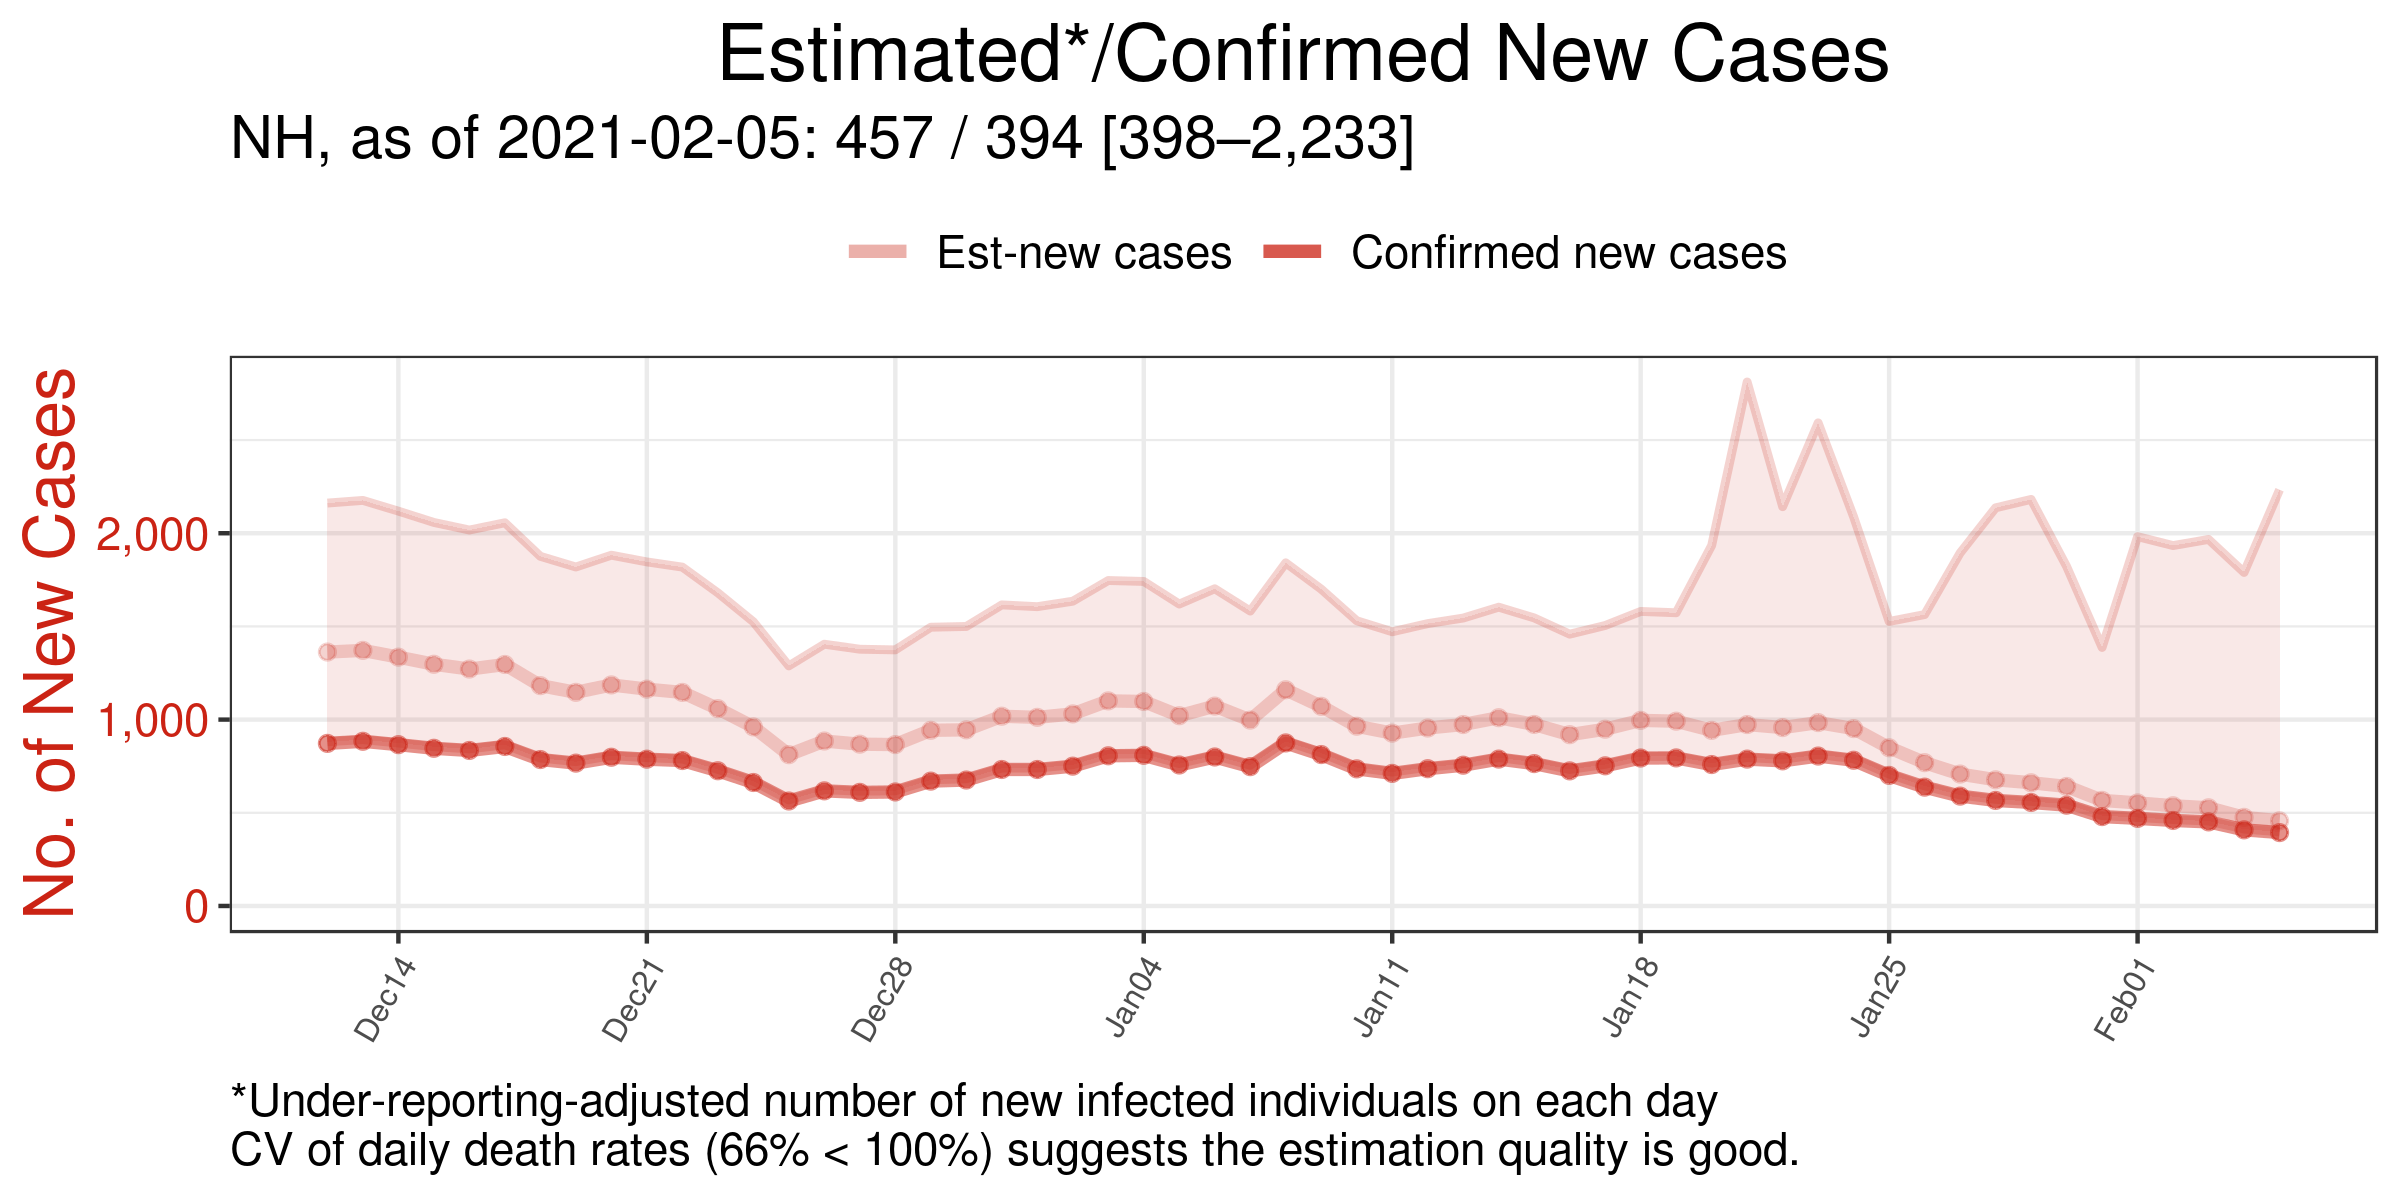 Estimated*/Confirmed New Cases
NH, as of 2021-02-05: 457 / 394 [398–2,233]
Est-new cases Confirmed new cases
No. of New Cases
2,000
1,000
0
Dec14 Dec21 Dec28 Jan04 Jan11 Jan18 Jan25 Feb01
*Under-reporting-adjusted number of new infected individuals on each day
CV of daily death rates (66% < 100%) suggests the estimation quality is good.